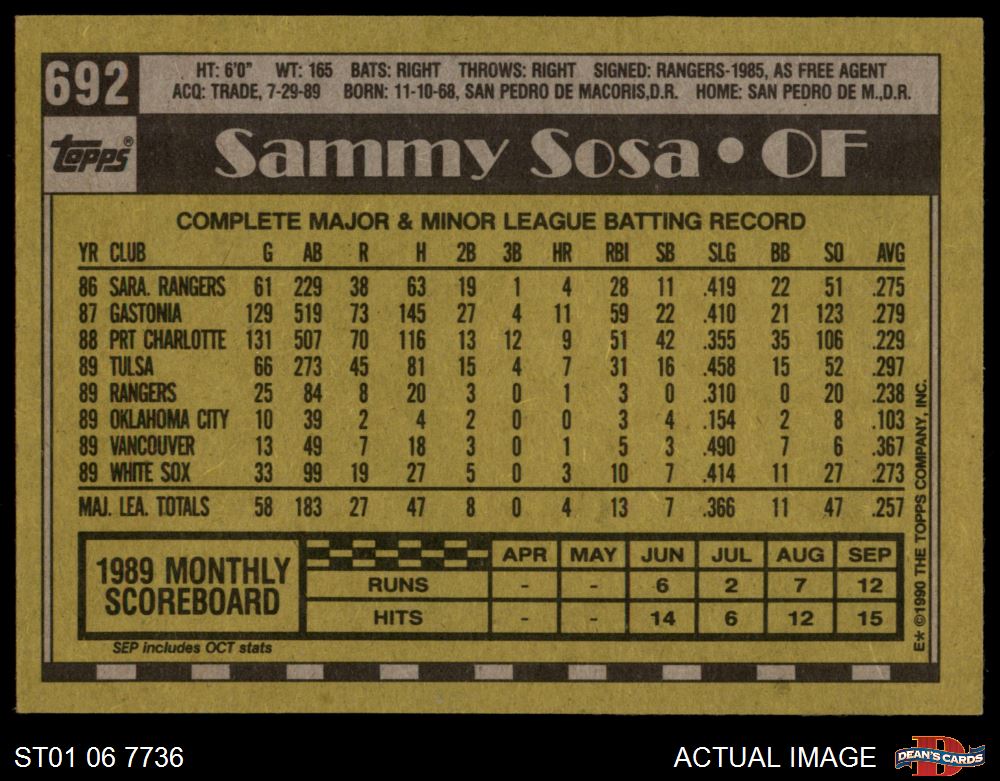 692
HT: 6'0" WT: 165 BATS: RIGHT THROWS: RIGHT SIGNED: RANGERS-1985, AS FREE AGENT
ACQ: TRADE, 7-29-89 BORN: 11-10-68, SAN PEDRO DE MACORIS,D.R. HOME: SAN PEDRO DE M.,D.R.
topps®
Sammy Sosa • OF
COMPLETE MAJOR & MINOR LEAGUE BATTING RECORD
YR CLUB G AB R H 2B 3B HR RBI SB SLG BB SO AVG
86 SARA. RANGERS 61 229 38 63 19 1 4 28 11 .419 22 51 .275
87 GASTONIA 129 519 73 145 27 4 11 59 22 .410 21 123 .279
88 PRT CHARLOTTE 131 507 70 116 13 12 9 51 42 .355 35 106 .229
89 TULSA 66 273 45 81 15 4 7 31 16 .458 15 52 .297
89 RANGERS 25 84 8 20 3 0 1 3 0 .310 0 20 .238
89 OKLAHOMA CITY 10 39 2 4 2 0 0 3 4 .154 2 8 .103
89 VANCOUVER 13 49 7 18 3 0 1 5 3 .490 7 6 .367
89 WHITE SOX 33 99 19 27 5 0 3 10 7 .414 11 27 .273
MAJ. LEA. TOTALS 58 183 27 47 8 0 4 13 7 .366 11 47 .257
1989 MONTHLY
SCOREBOARD
APR MAY JUN JUL AUG SEP
RUNS - - 6 2 7 12
HITS - - 14 6 12 15
SEP includes OCT stats
E* ©1990 THE TOPPS COMPANY, INC.
ST01 06 7736
ACTUAL IMAGE
D
DEAN'S CARDS